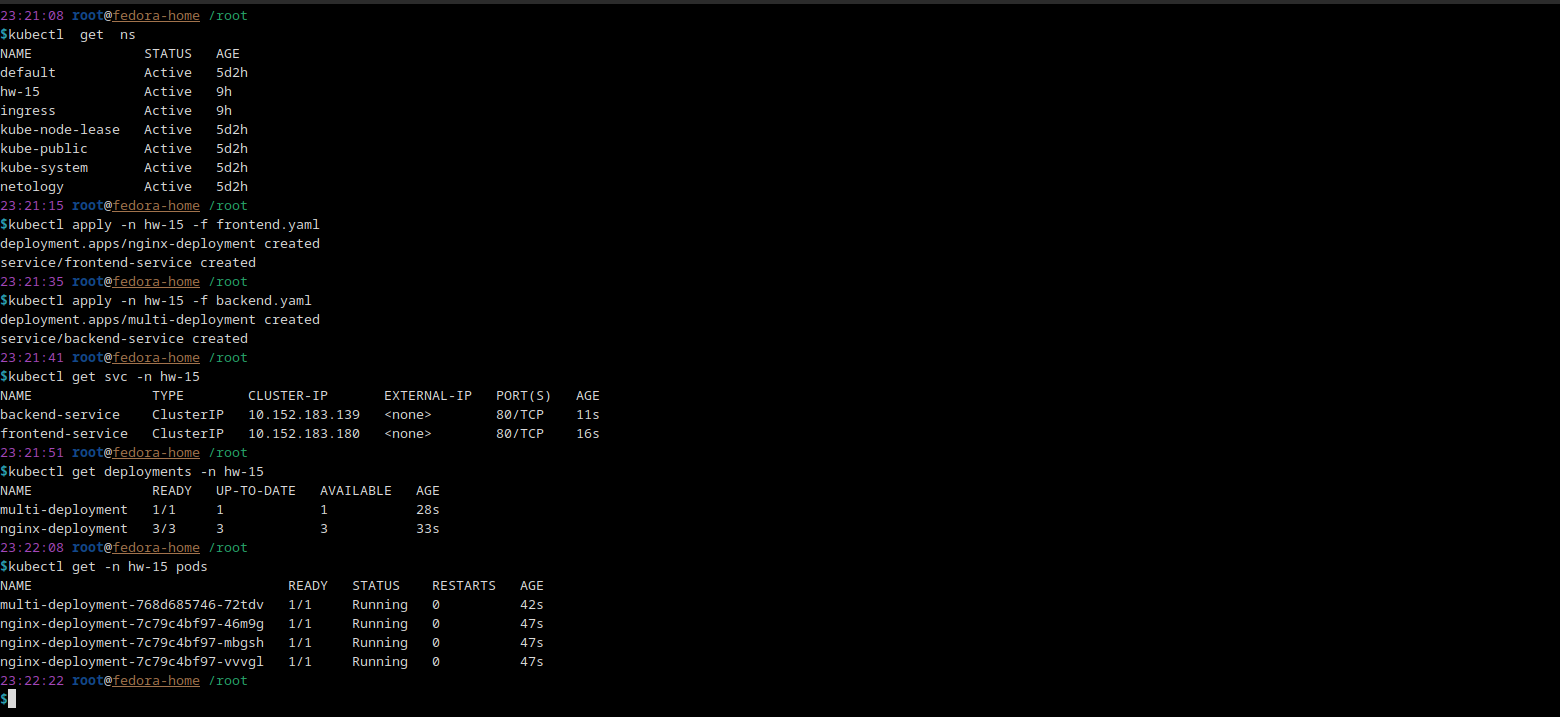 23:21:08 root@fedora-home /root
$kubectl  get  ns
NAME              STATUS   AGE
default           Active   5d2h
hw-15             Active   9h
ingress           Active   9h
kube-node-lease   Active   5d2h
kube-public       Active   5d2h
kube-system       Active   5d2h
netology          Active   5d2h
23:21:15 root@fedora-home /root
$kubectl apply -n hw-15 -f frontend.yaml
deployment.apps/nginx-deployment created
service/frontend-service created
23:21:35 root@fedora-home /root
$kubectl apply -n hw-15 -f backend.yaml
deployment.apps/multi-deployment created
service/backend-service created
23:21:41 root@fedora-home /root
$kubectl get svc -n hw-15
NAME               TYPE        CLUSTER-IP       EXTERNAL-IP   PORT(S)   AGE
backend-service    ClusterIP   10.152.183.139   <none>        80/TCP    11s
frontend-service   ClusterIP   10.152.183.180   <none>        80/TCP    16s
23:21:51 root@fedora-home /root
$kubectl get deployments -n hw-15
NAME               READY   UP-TO-DATE   AVAILABLE   AGE
multi-deployment   1/1     1            1           28s
nginx-deployment   3/3     3            3           33s
23:22:08 root@fedora-home /root
$kubectl get -n hw-15 pods
NAME                                READY   STATUS    RESTARTS   AGE
multi-deployment-768d685746-72tdv   1/1     Running   0          42s
nginx-deployment-7c79c4bf97-46m9g   1/1     Running   0          47s
nginx-deployment-7c79c4bf97-mbgsh   1/1     Running   0          47s
nginx-deployment-7c79c4bf97-vvvgl   1/1     Running   0          47s
23:22:22 root@fedora-home /root
$